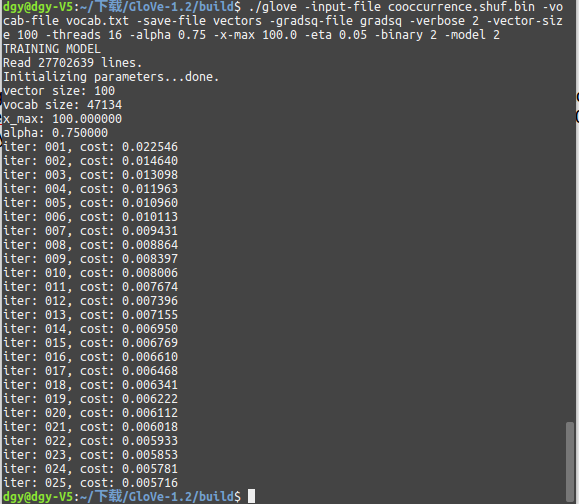 dgy@dgy-V5:~/下载/GloVe-1.2/build$ ./glove -input-file cooccurrence.shuf.bin -vo
cab-file vocab.txt -save-file vectors -gradsq-file gradsq -verbose 2 -vector-siz
e 100 -threads 16 -alpha 0.75 -x-max 100.0 -eta 0.05 -binary 2 -model 2
TRAINING MODEL
Read 27702639 lines.
Initializing parameters...done.
vector size: 100
vocab size: 47134
x_max: 100.000000
alpha: 0.750000
iter: 001, cost: 0.022546
iter: 002, cost: 0.014640
iter: 003, cost: 0.013098
iter: 004, cost: 0.011963
iter: 005, cost: 0.010960
iter: 006, cost: 0.010113
iter: 007, cost: 0.009431
iter: 008, cost: 0.008864
iter: 009, cost: 0.008397
iter: 010, cost: 0.008006
iter: 011, cost: 0.007674
iter: 012, cost: 0.007396
iter: 013, cost: 0.007155
iter: 014, cost: 0.006950
iter: 015, cost: 0.006769
iter: 016, cost: 0.006610
iter: 017, cost: 0.006468
iter: 018, cost: 0.006341
iter: 019, cost: 0.006222
iter: 020, cost: 0.006112
iter: 021, cost: 0.006018
iter: 022, cost: 0.005933
iter: 023, cost: 0.005853
iter: 024, cost: 0.005781
iter: 025, cost: 0.005716
dgy@dgy-V5:~/下载/GloVe-1.2/build$